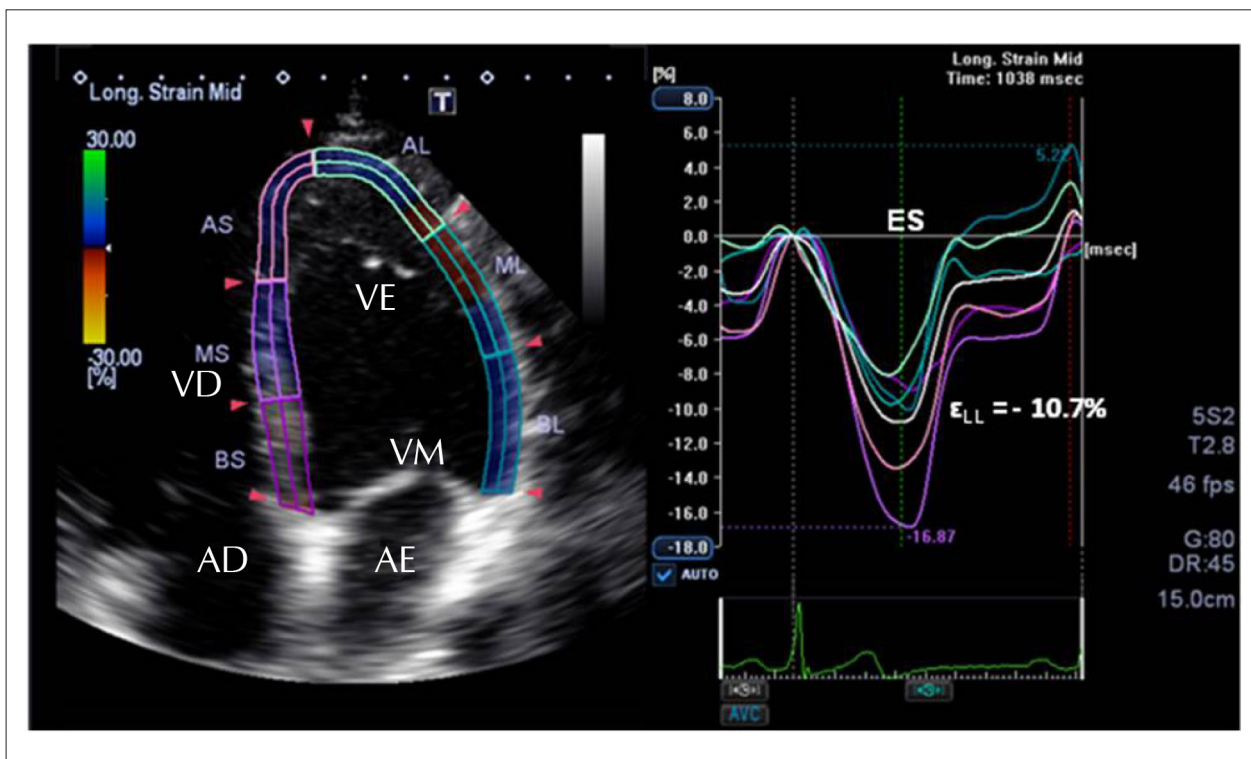 Long. Strain Mid
T
30.00
-30.00
[%]
AL
AS
ML
VE
MS
VD
BS
BL
VM
AD
AE
Long. Strain Mid
Time: 1038 msec
[%]
8.0
6.0
4.0
2.0
0.0
-2.0
-4.0
-6.0
-8.0
-10.0
-12.0
-14.0
-16.0
-18.0
ES
[msec]
εLL = - 10.7%
-16.87
AUTO
AVC
5S2
T2.8
46 fps
G:80
DR:45
15.0cm